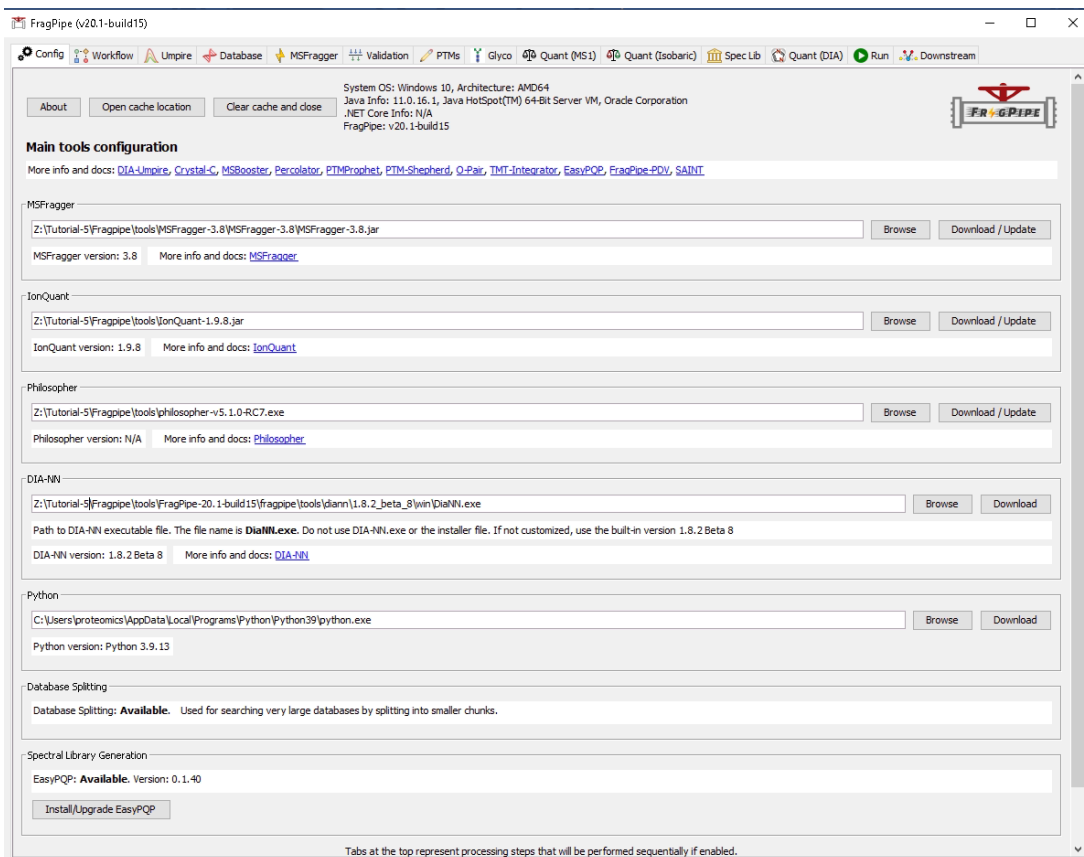 FragPipe (v20.1-build15)
Config Workflow Umpire Database MSFragger Validation PTMs Glyco Quant (MS1) Quant (Isobaric) Spec Lib Quant (DIA) Run Downstream
About Open cache location Clear cache and close
System OS: Windows 10, Architecture: AMD64
Java Info: 11.0.16.1, Java HotSpot(TM) 64-Bit Server VM, Oracle Corporation
.NET Core Info: N/A
FragPipe: v20.1-build15
FRAGPIPE
Main tools configuration
More info and docs: DIA-Umpire, Crystal-C, MSBooster, Percolator, PTMProphet, PTM-Shepherd, O-Pair, TMT-Integrator, EasyPQP, FragPipe-PDV, SAINT
MSFragger
Z:\Tutorial-5\Fragpipe\tools\MSFragger-3.8\MSFragger-3.8\MSFragger-3.8.jar Browse Download / Update
MSFragger version: 3.8 More info and docs: MSFragger
IonQuant
Z:\Tutorial-5\Fragpipe\tools\IonQuant-1.9.8.jar Browse Download / Update
IonQuant version: 1.9.8 More info and docs: IonQuant
Philosopher
Z:\Tutorial-5\Fragpipe\tools\philosopher-v5.1.0-RC7.exe Browse Download / Update
Philosopher version: N/A More info and docs: Philosopher
DIA-NN
Z:\Tutorial-5\Fragpipe\tools\FragPipe-20.1-build15\fragpipe\tools\diann\1.8.2_beta_8\win\DiaNN.exe Browse Download
Path to DIA-NN executable file. The file name is DiaNN.exe. Do not use DIA-NN.exe or the installer file. If not customized, use the built-in version 1.8.2 Beta 8
DIA-NN version: 1.8.2 Beta 8 More info and docs: DIA-NN
Python
C:\Users\proteomics\AppData\Local\Programs\Python\Python39\python.exe Browse Download
Python version: Python 3.9.13
Database Splitting
Database Splitting: Available. Used for searching very large databases by splitting into smaller chunks.
Spectral Library Generation
EasyPQP: Available. Version: 0.1.40
Install/Upgrade EasyPQP
Tabs at the top represent processing steps that will be performed sequentially if enabled.